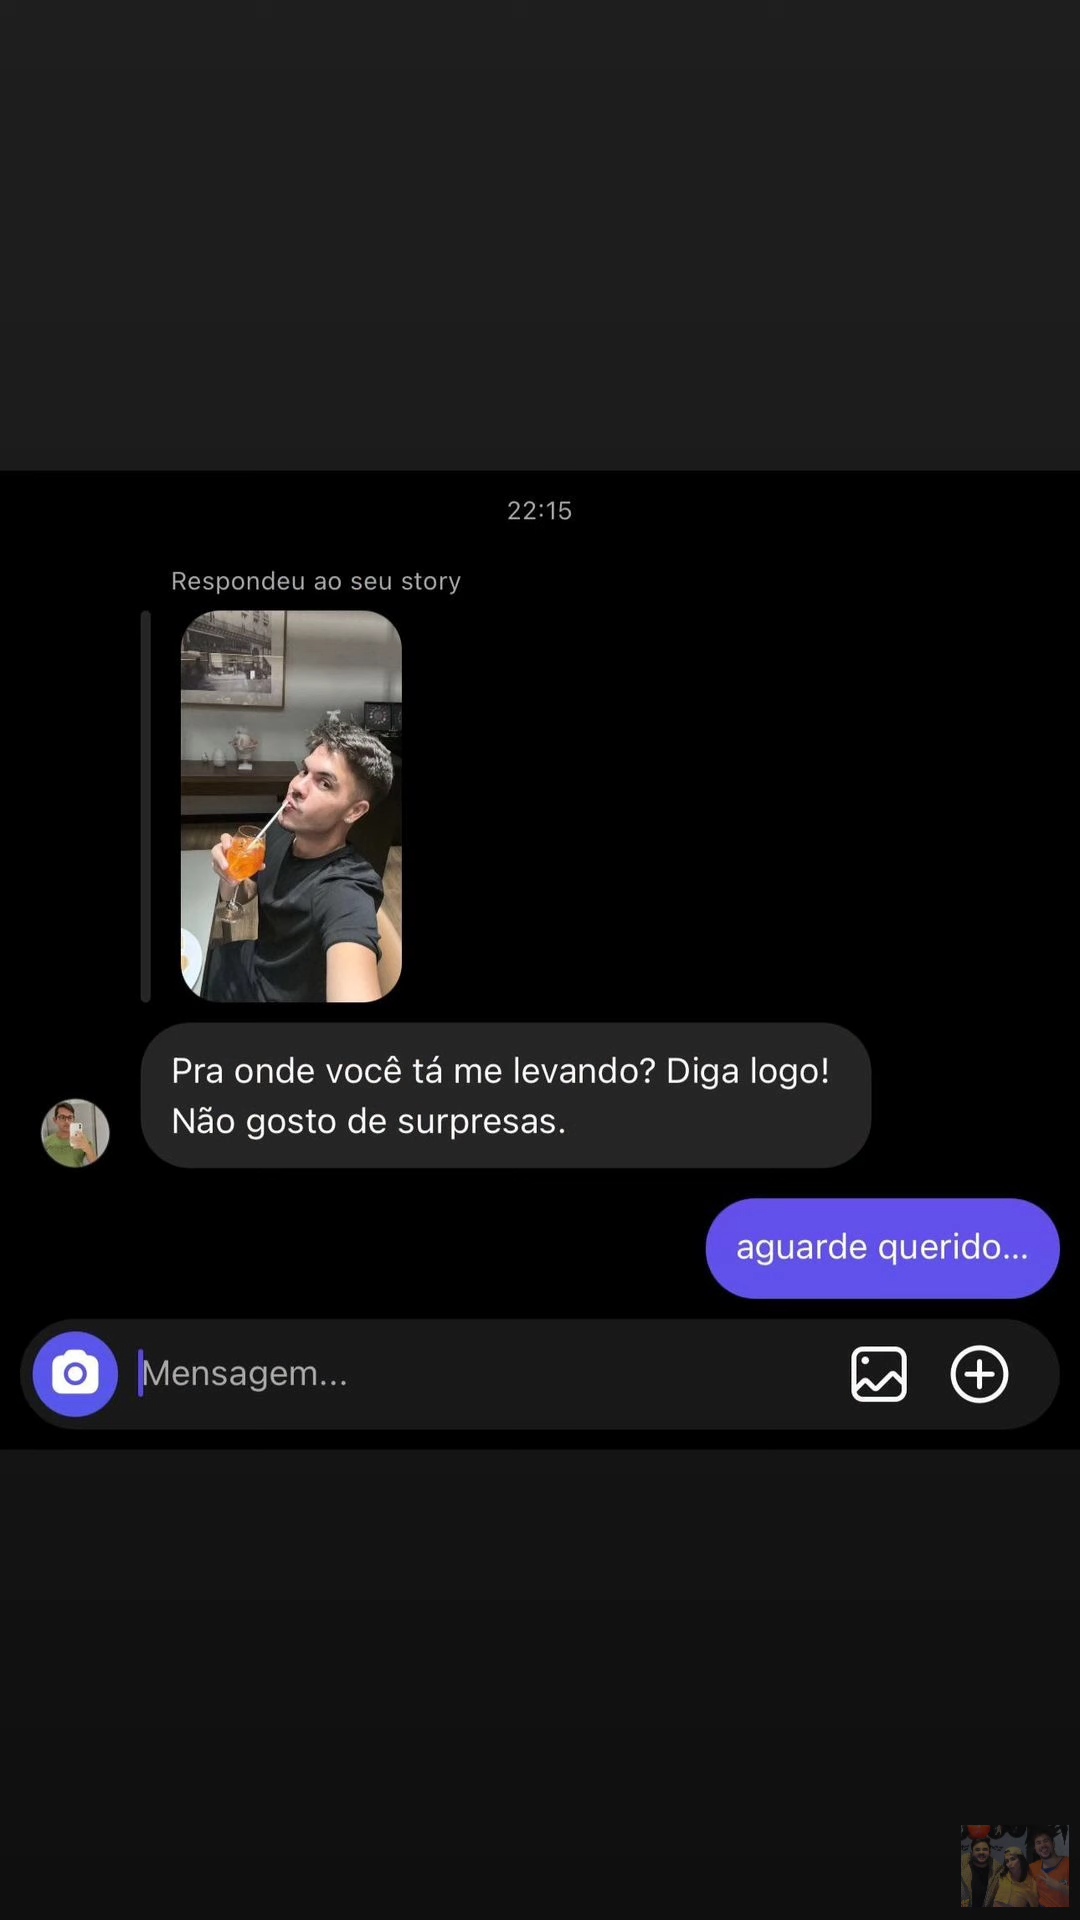 22:15
Respondeu ao seu story
Pra onde você tá me levando? Diga logo!
Não gosto de surpresas.
aguarde querido...
Mensagem...